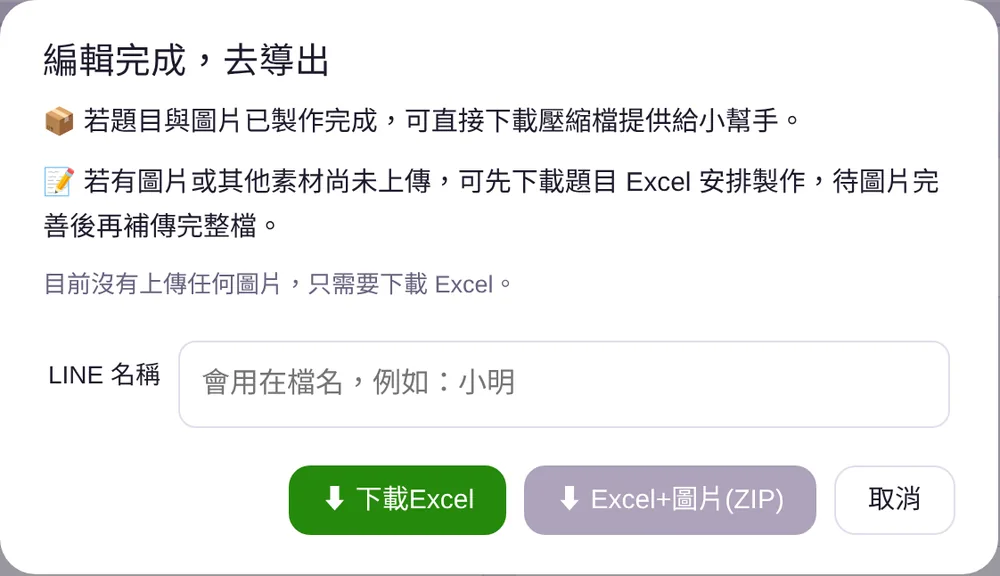 編輯完成，去導出
📦 若題目與圖片已製作完成，可直接下載壓縮檔提供給小幫手。
📝 若有圖片或其他素材尚未上傳，可先下載題目 Excel 安排製作，待圖片完
善後再補傳完整檔。
目前沒有上傳任何圖片，只需要下載 Excel。
LINE 名稱
會用在檔名，例如：小明
⬇ 下載Excel
⬇ Excel+圖片(ZIP)
取消